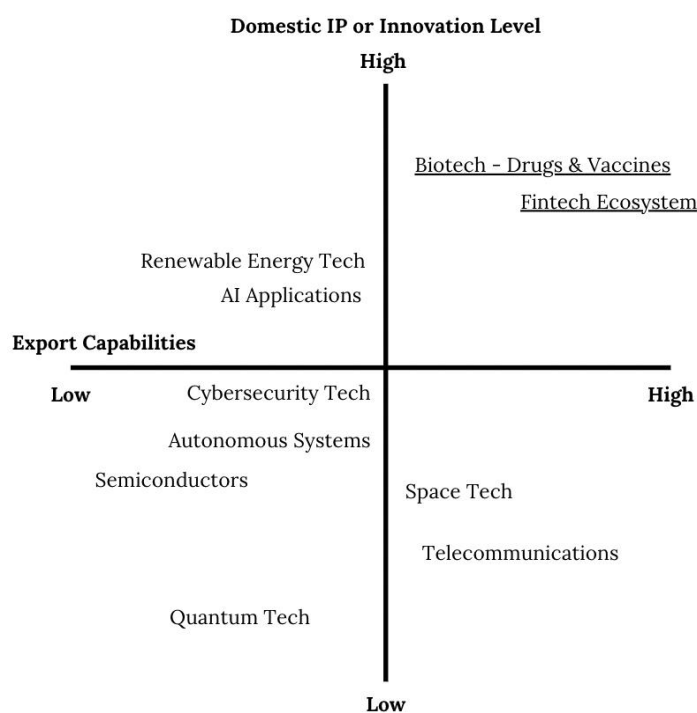 Domestic IP or Innovation Level
High
Biotech - Drugs & Vaccines
Fintech Ecosystem
Renewable Energy Tech
AI Applications
Export Capabilities
Low
High
Cybersecurity Tech
Autonomous Systems
Semiconductors
Space Tech
Telecommunications
Quantum Tech
Low